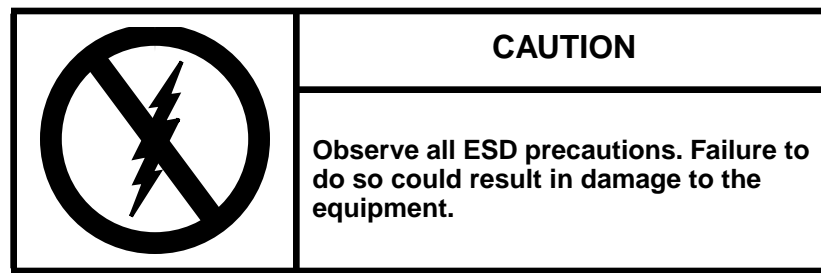 CAUTION
Observe all ESD precautions. Failure to
do so could result in damage to the
equipment.